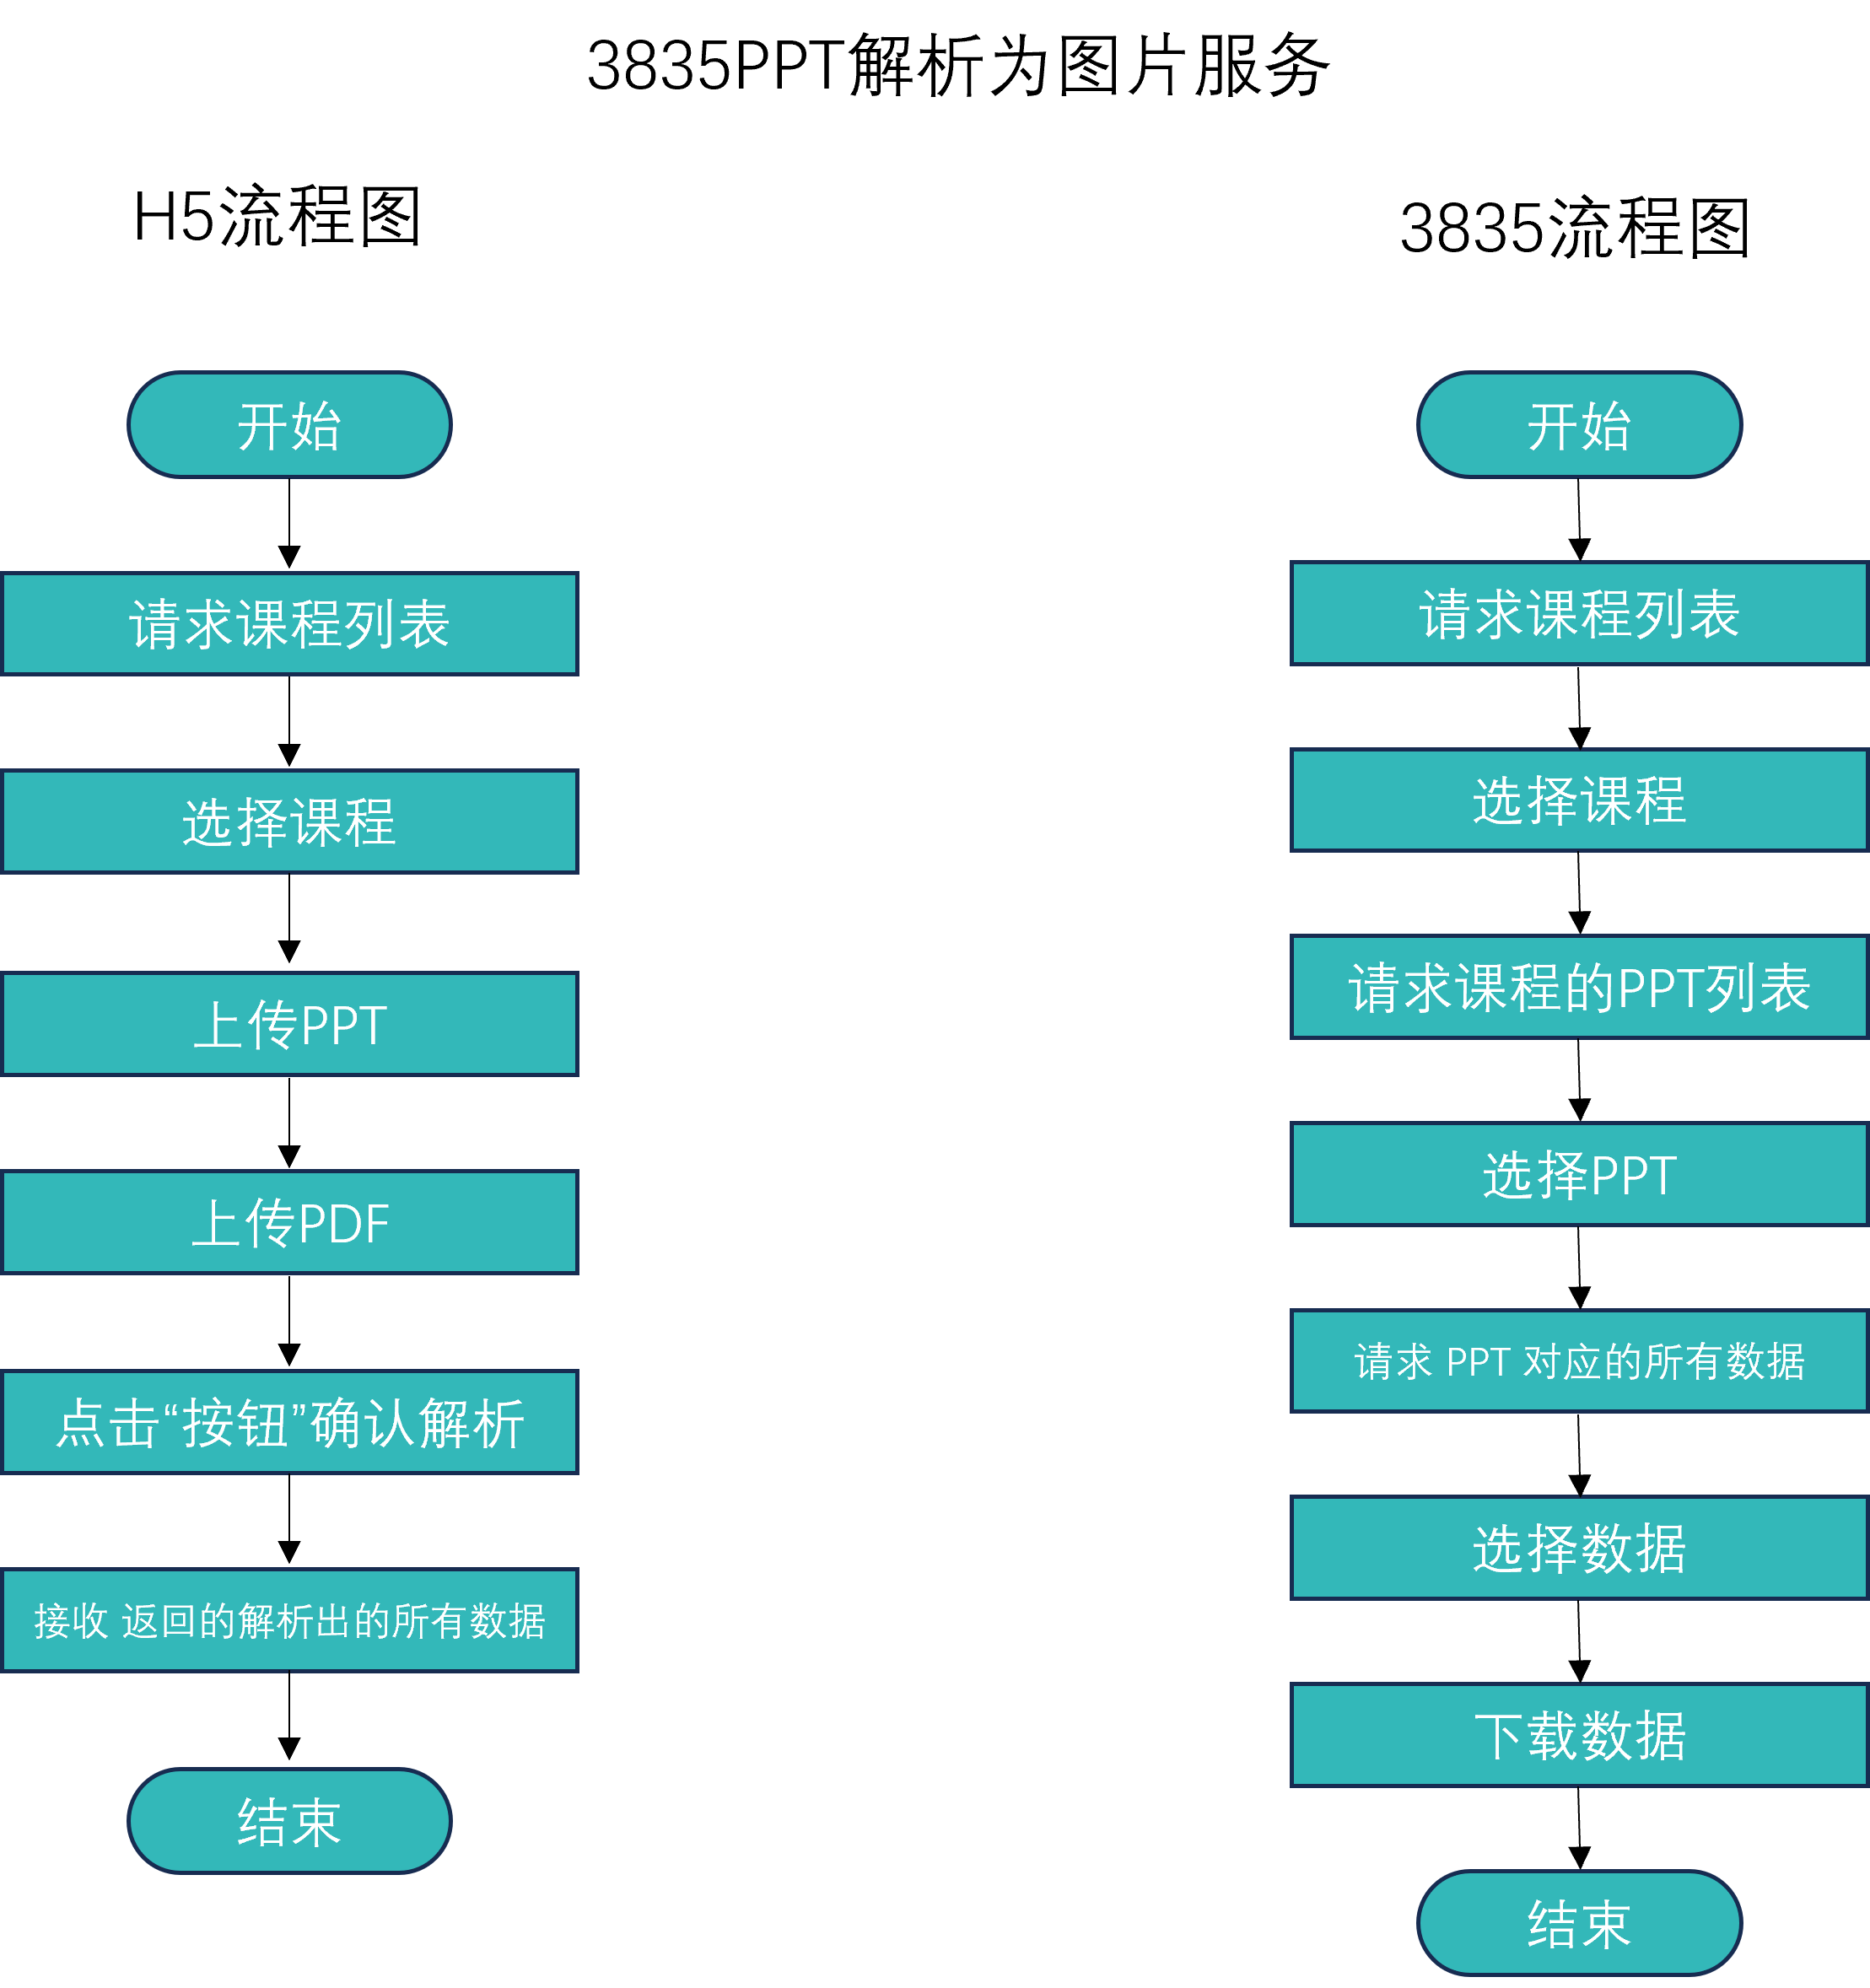 3835PPT解析为图片服务
H5流程图
开始
请求课程列表
选择课程
上传PPT
上传PDF
点击“按钮”确认解析
接收 返回的解析出的所有数据
结束
3835流程图
开始
请求课程列表
选择课程
请求课程的PPT列表
选择PPT
请求 PPT 对应的所有数据
选择数据
下载数据
结束